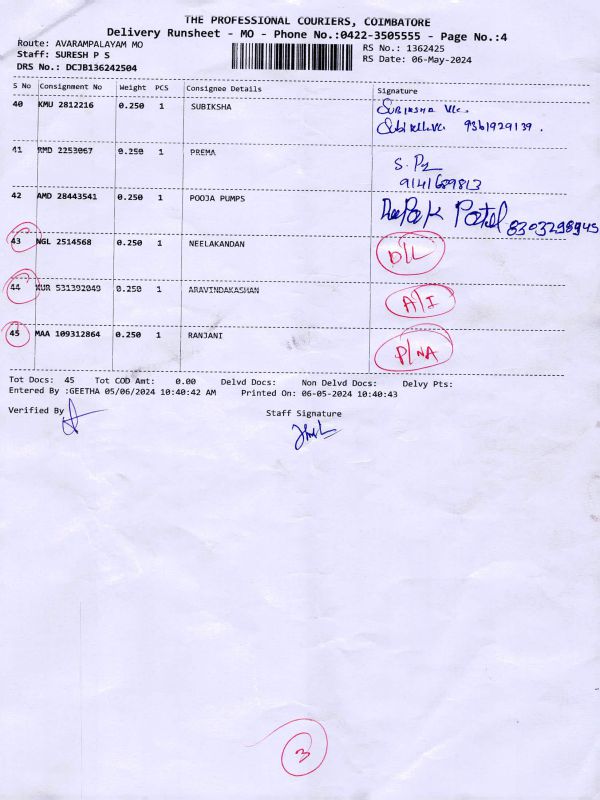 THE PROFESSIONAL COURIERS, COIMBATORE
Delivery Runsheet - MO - Phone No.:0422-3505555 - Page No.:4
Route: AVARAMPALAYAM MO
Staff: SURESH P S
DRS No.: DCJB136242504
RS No.: 1362425
RS Date: 06-May-2024
S No Consignment No Weight PCS Consignee Details Signature
40 KMU 2812216 0.250 1 SUBIKSHA
9361929139.
41 RMD 2253067 0.250 1 PREMA
S.
9141689813
42 AMD 28443541 0.250 1 POOJA PUMPS Deepak Patel 8303298945
43 NGL 2514568 0.250 1 NEELAKANDAN D/L
44 KUR 531392049 0.250 1 ARAVINDAKASHAN A/I
45 MAA 109312864 0.250 1 RANJANI P/NA
Tot Docs: 45 Tot COD Amt: 0.00 Delvd Docs: Non Delvd Docs: Delvy Pts:
Entered By :GEETHA 05/06/2024 10:40:42 AM Printed On: 06-05-2024 10:40:43
Verified By
Staff Signature
3